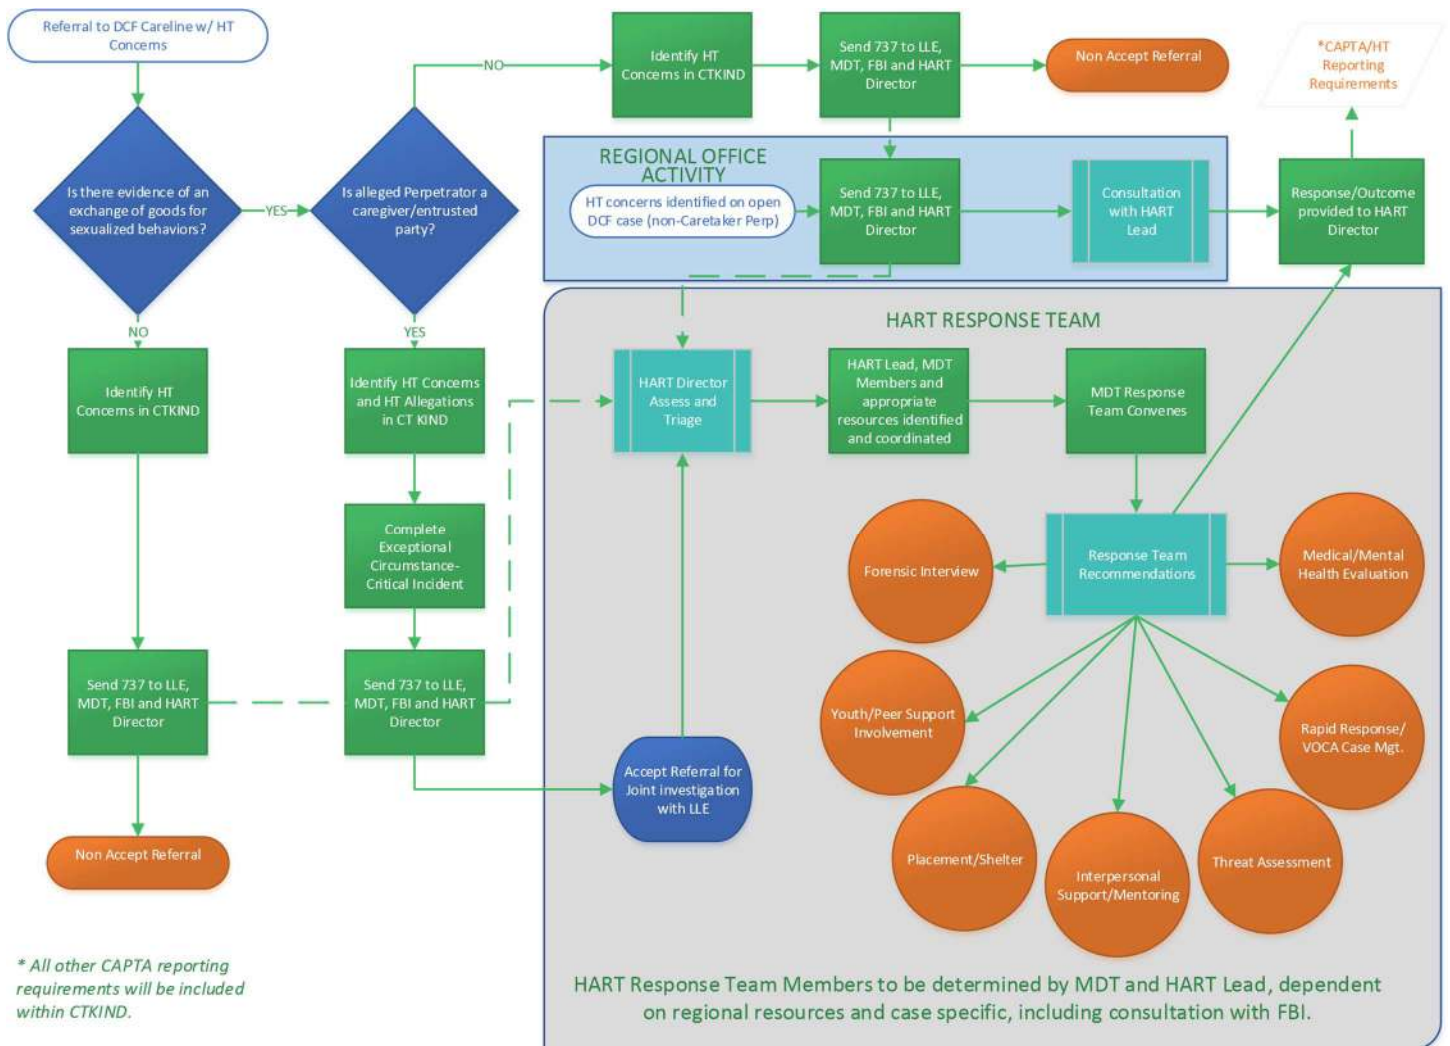 Referral to DCF Careline w/ HT
Concerns
Is there evidence of an
exchange of goods for
sexualized behaviors?
YES
Is alleged Perpetrator a
caregiver/entrusted
party?
NO
Identify HT
Concerns in CTKIND
Send 737 to LLE,
MDT, FBI and HART
Director
Non Accept Referral
*CAPTA/HT
Reporting
Requirements
REGIONAL OFFICE
ACTIVITY
HT concerns identified on open
DCF case (non-Caretaker Perp)
Send 737 to LLE,
MDT, FBI and HART
Director
Consultation
with HART
Lead
Response/Outcome
provided to HART
Director
NO
Identify HT
Concerns in CTKIND
Send 737 to LLE,
MDT, FBI and HART
Director
Non Accept Referral
YES
Identify HT Concerns
and HT Allegations
in CT KIND
Complete
Exceptional
Circumstance-
Critical Incident
Send 737 to LLE,
MDT, FBI and HART
Director
HART RESPONSE TEAM
HART Director
Assess and
Triage
HART Lead, MDT
Members and
appropriate
resources identified
and coordinated
MDT Response
Team Convenes
Accept Referral for
Joint investigation
with LLE
Response Team
Recommendations
Forensic Interview
Medical/Mental
Health Evaluation
Youth/Peer Support
Involvement
Rapid Response/
VOCA Case Mgt.
Placement/Shelter
Interpersonal
Support/Mentoring
Threat Assessment
* All other CAPTA reporting
requirements will be included
within CTKIND.
HART Response Team Members to be determined by MDT and HART Lead, dependent
on regional resources and case specific, including consultation with FBI.